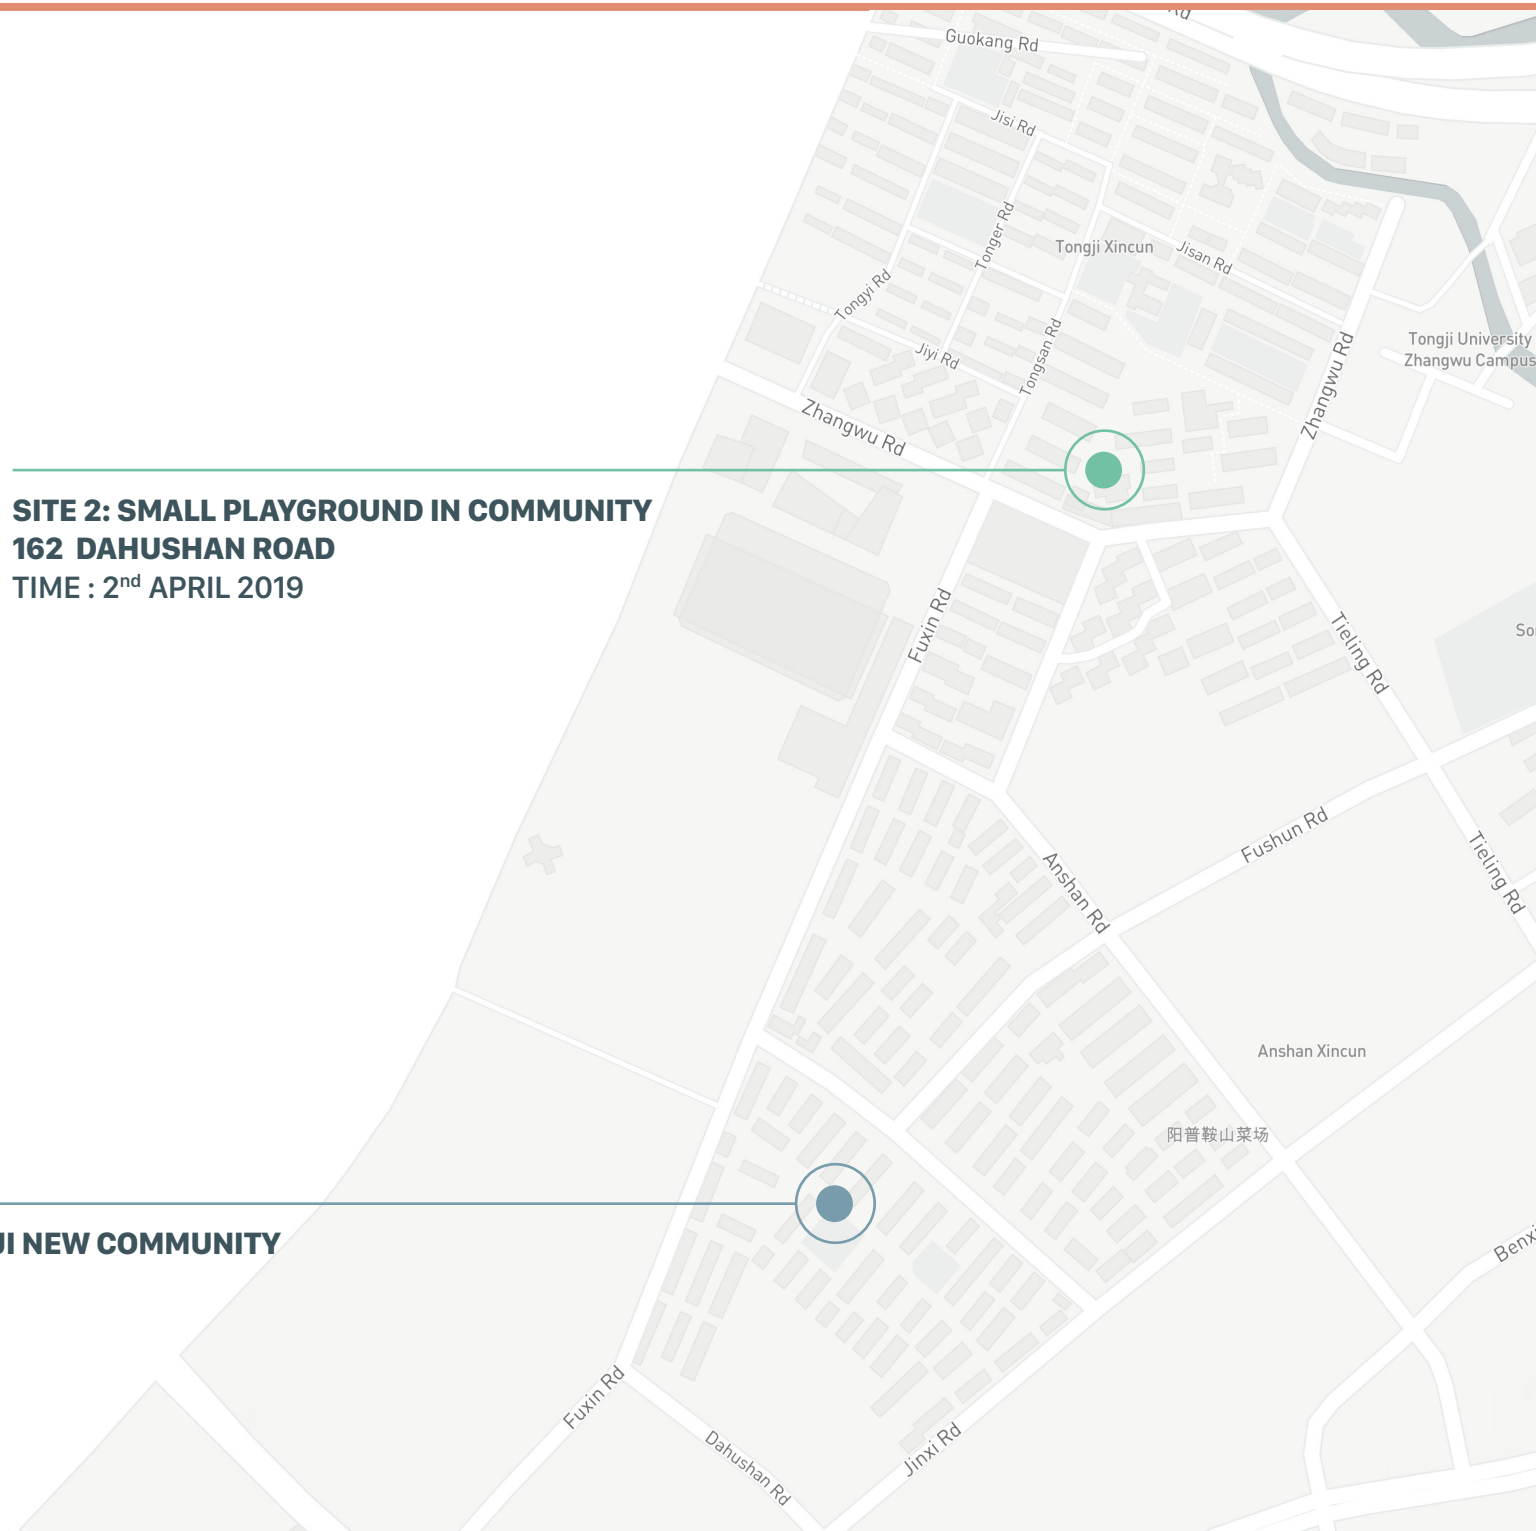 Rd
Guokang Rd
Jisi Rd
Tonger Rd
Tongji Xincun
Jisan Rd
Tongyi Rd
Jiyi Rd
Tongsan Rd
Zhangwu Rd
Tongji University
Zhangwu Campus
Zhangwu Rd
SITE 2: SMALL PLAYGROUND IN COMMUNITY
162 DAHUSHAN ROAD
TIME : 2nd APRIL 2019
Fuxin Rd
Tieling Rd
Fushun Rd
Tieling Rd
Anshan Rd
Anshan Xincun
阳普鞍山菜场
JI NEW COMMUNITY
Fuxin Rd
Dahushan Rd
Jinxi Rd